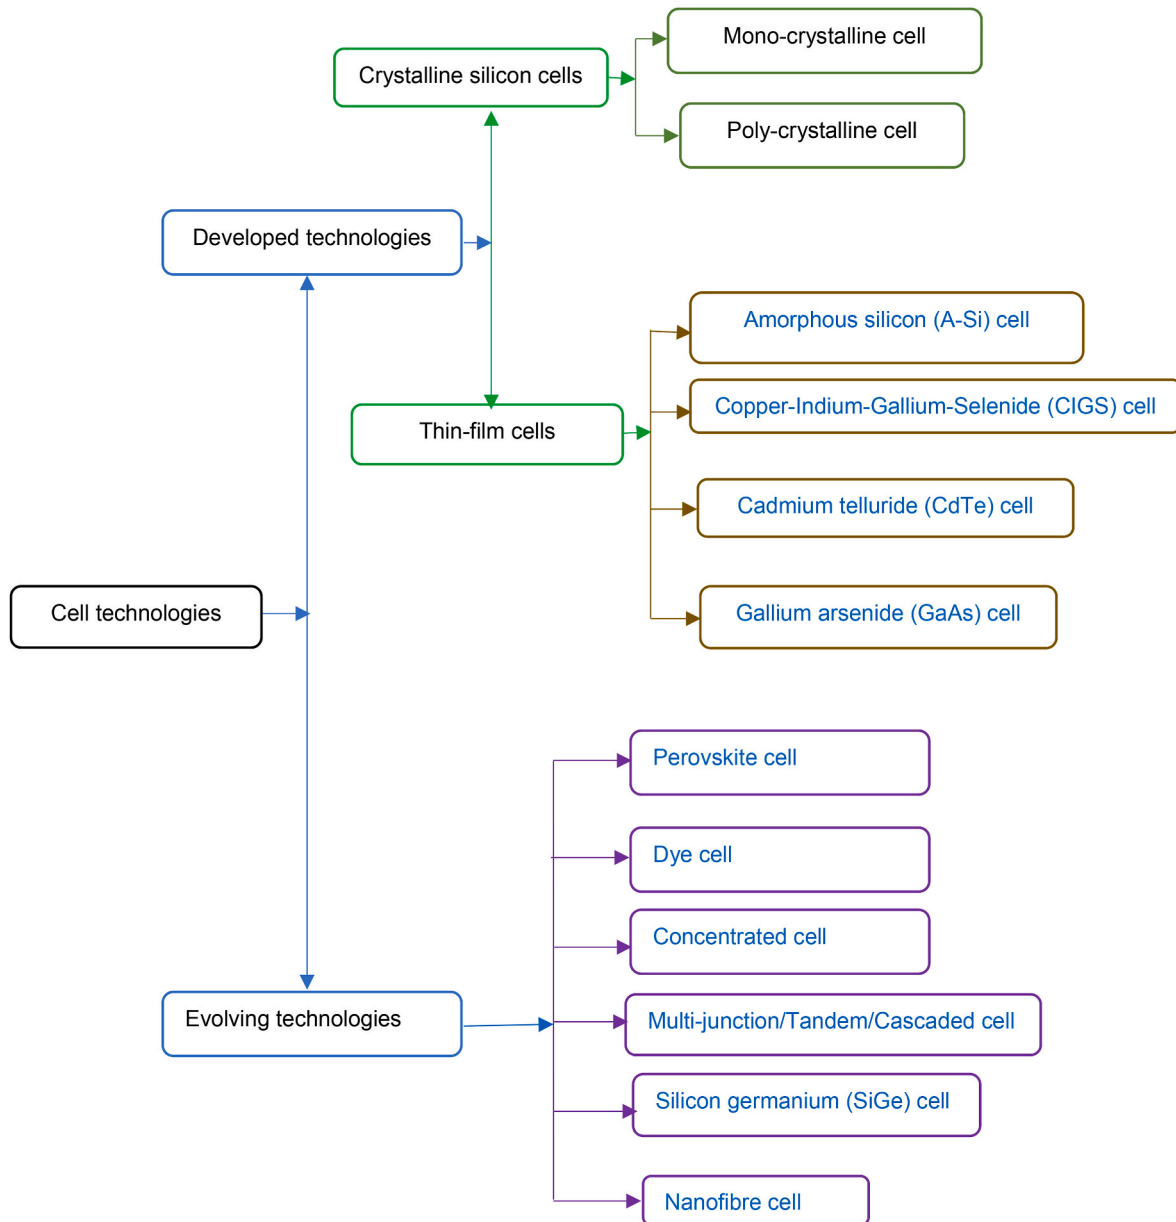 Mono-crystalline cell
Crystalline silicon cells
Poly-crystalline cell
Developed technologies
Amorphous silicon (A-Si) cell
Copper-Indium-Gallium-Selenide (CIGS) cell
Thin-film cells
Cadmium telluride (CdTe) cell
Cell technologies
Gallium arsenide (GaAs) cell
Perovskite cell
Dye cell
Concentrated cell
Evolving technologies
Multi-junction/Tandem/Cascaded cell
Silicon germanium (SiGe) cell
Nanofibre cell